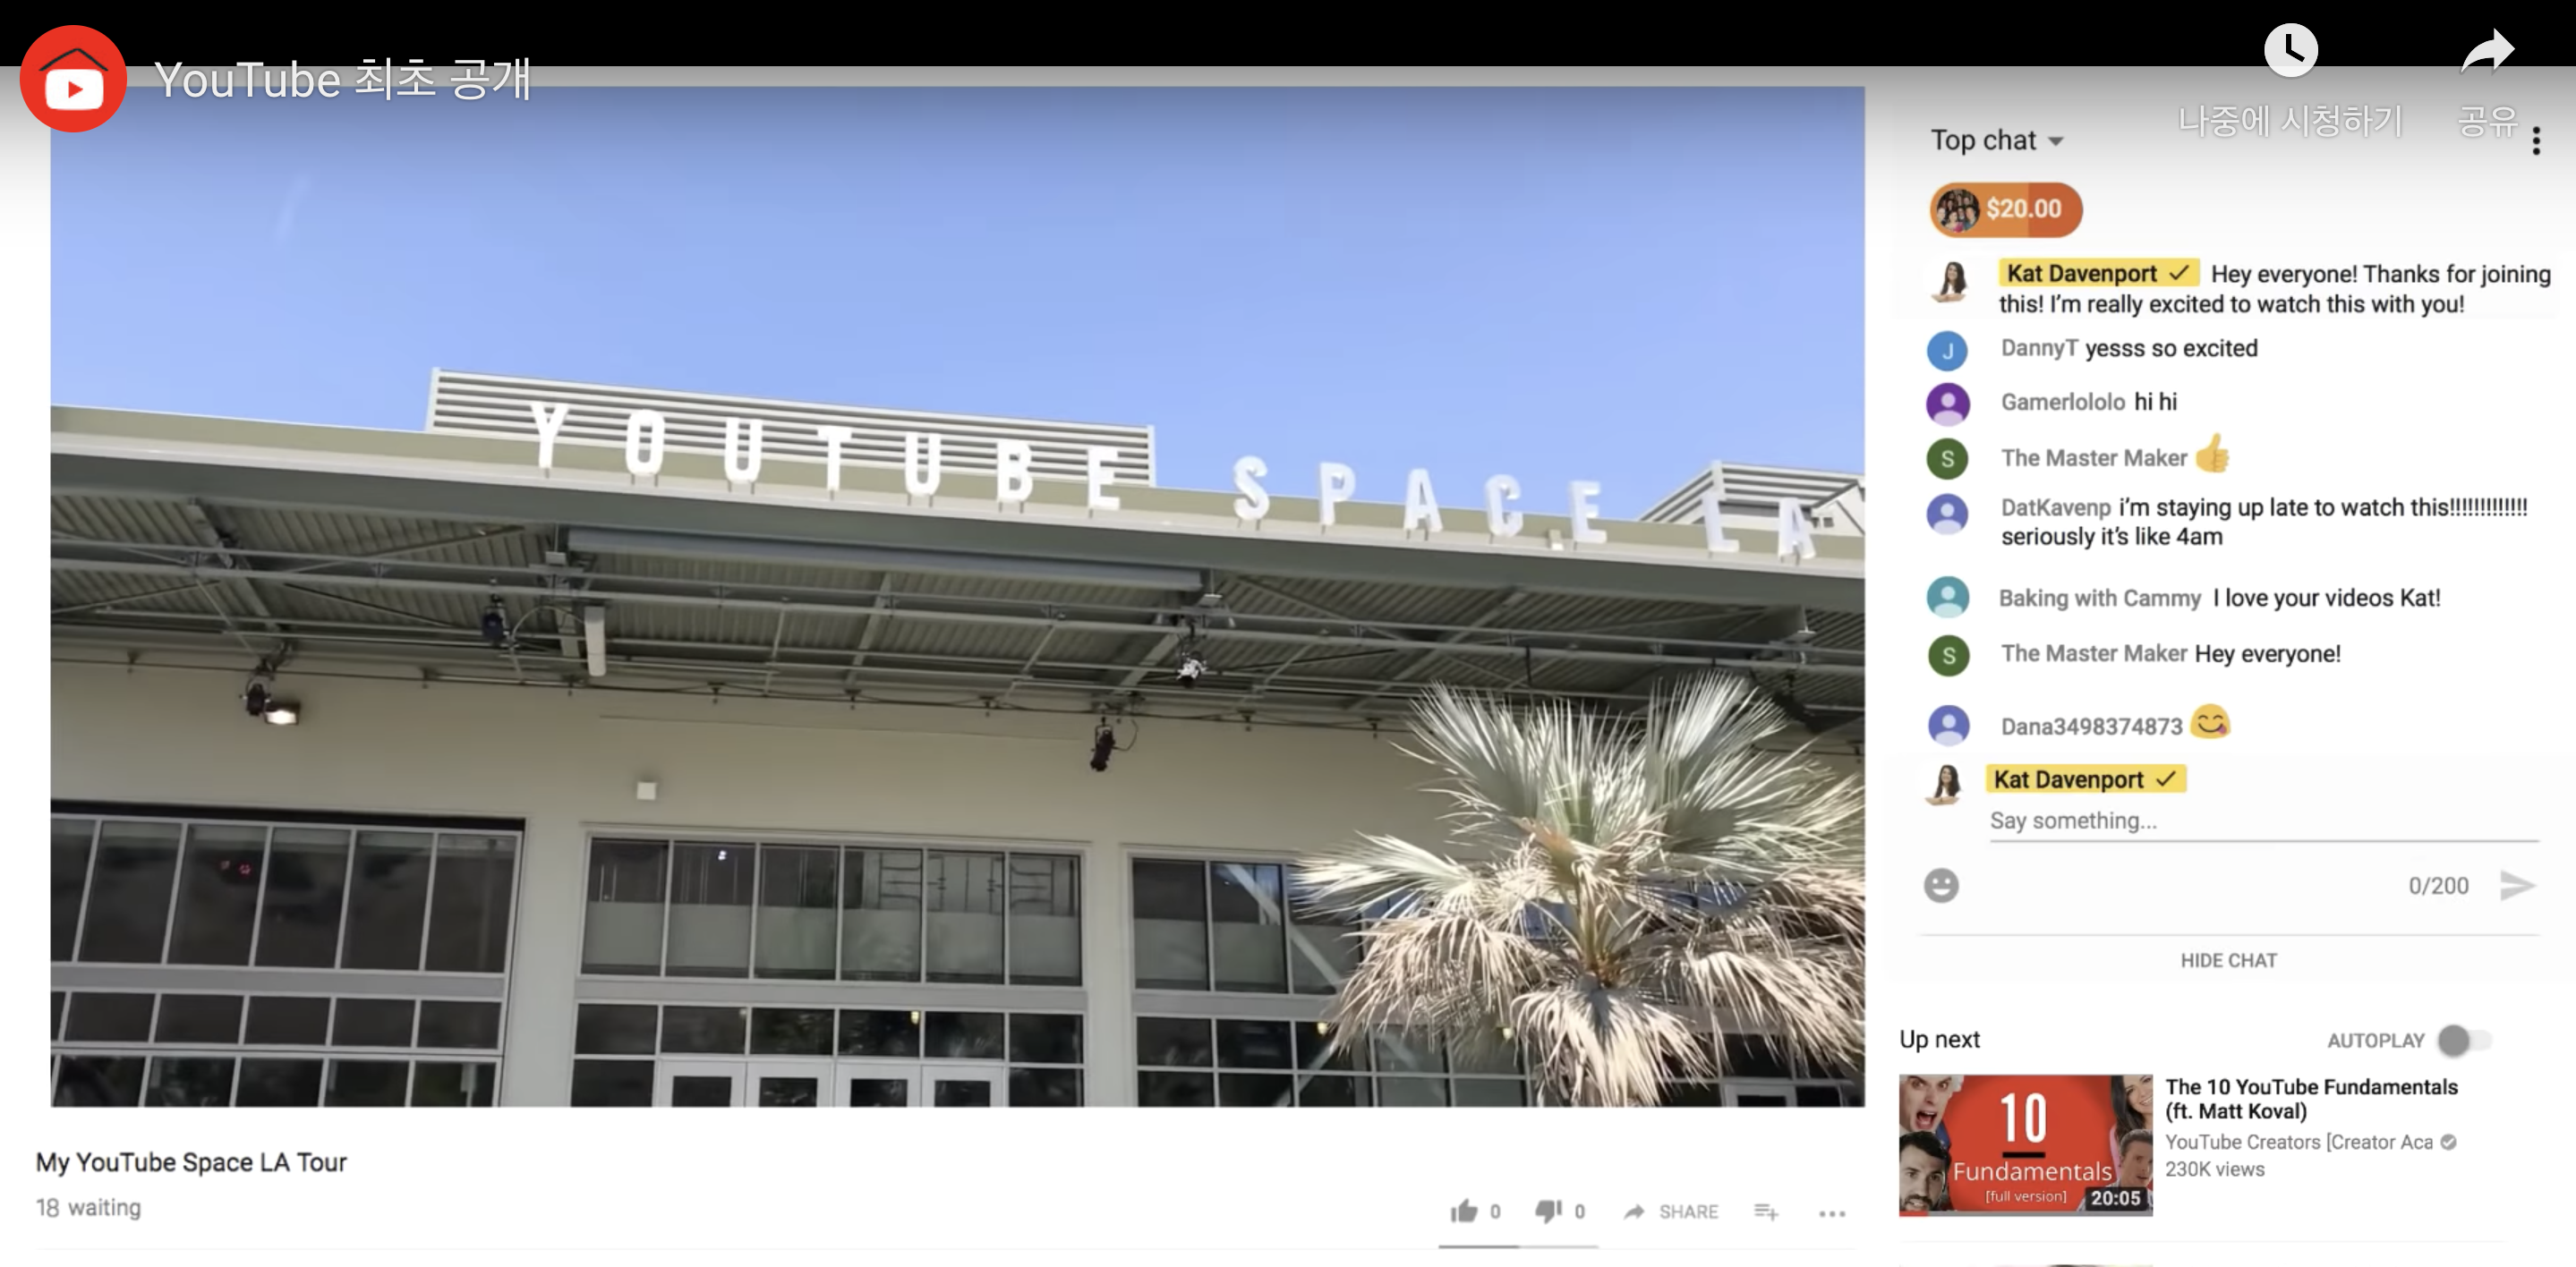 YouTube 최초 공개
나중에 시청하기
공유
YOUTUBE SPACE LA
My YouTube Space LA Tour
18 waiting
0
0
SHARE
Top chat
$20.00
Kat Davenport Hey everyone! Thanks for joining
this! I'm really excited to watch this with you!
J
DannyT yesss so excited
Gamerlololo hi hi
S
The Master Maker 👍
DatKavenp i'm staying up late to watch this!!!!!!!!!!!!!
seriously it's like 4am
Baking with Cammy I love your videos Kat!
S
The Master Maker Hey everyone!
Dana3498374873 😋
Kat Davenport
Say something...
0/200
HIDE CHAT
Up next
AUTOPLAY
10
Fundamentals
[full version]
20:05
The 10 YouTube Fundamentals
(ft. Matt Koval)
YouTube Creators [Creator Aca
230K views